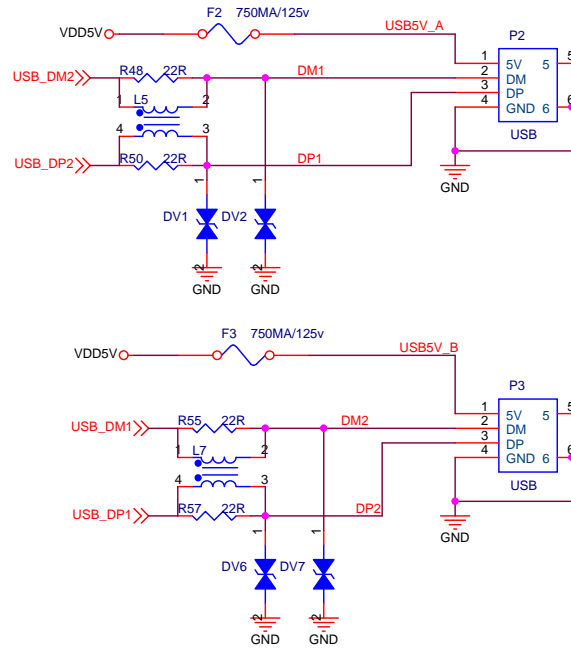 F2 750MA/125v
USB5V_A
P2
VDD5V
1 5V 5 5
USB_DM2 R48 22R DM1 2 DM
3 DP
1 L5 2 4 GND 6 6
4 3 USB
USB_DP2 R50 22R DP1
GND
1 1
DV1 DV2
2 2
GND GND
F3 750MA/125v
USB5V_B
VDD5V
P3
1 5V 5 5
USB_DM1 R55 22R DM2 2 DM
3 DP
1 L7 2 4 GND 6 6
4 3 USB
USB_DP1 R57 22R DP2
GND
1 1
DV6 DV7
2 2
GND GND